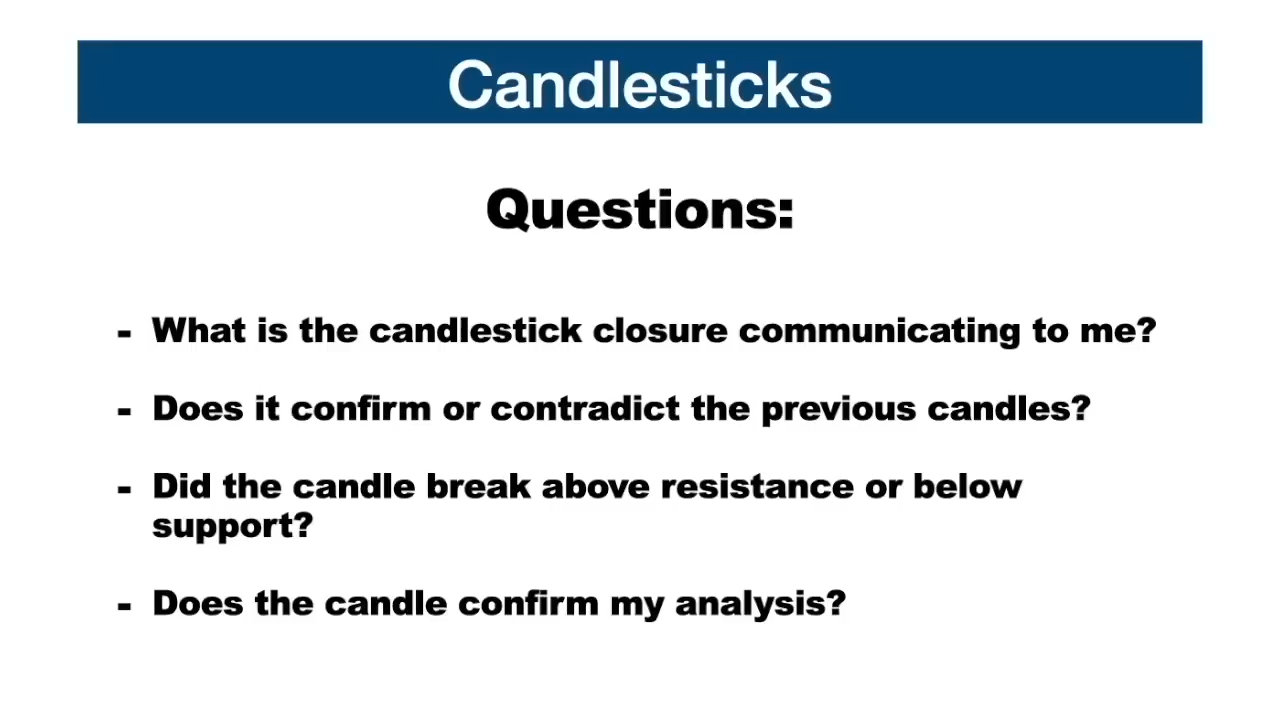 Candlesticks
Questions:
- What is the candlestick closure communicating to me?
- Does it confirm or contradict the previous candles?
- Did the candle break above resistance or below
support?
- Does the candle confirm my analysis?